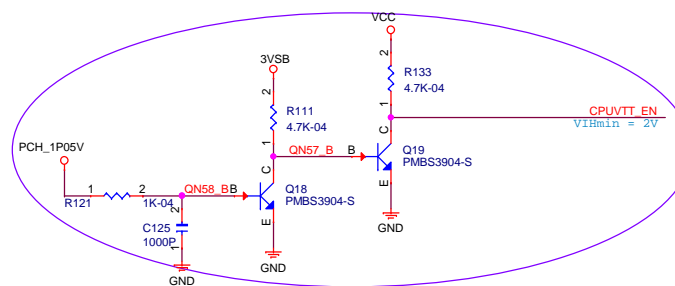 VCC
2
R133
4.7K-04
1
3VSB
2
R111
4.7K-04
1
CPUVTT_EN
VIHmin = 2V
C
QN57_B
B
Q19
PMBS3904-S
E
GND
PCH_1P05V
C
1
2
QN58_B
B
Q18
PMBS3904-S
R121
1K-04
2
C125
1000P
1
E
GND
GND